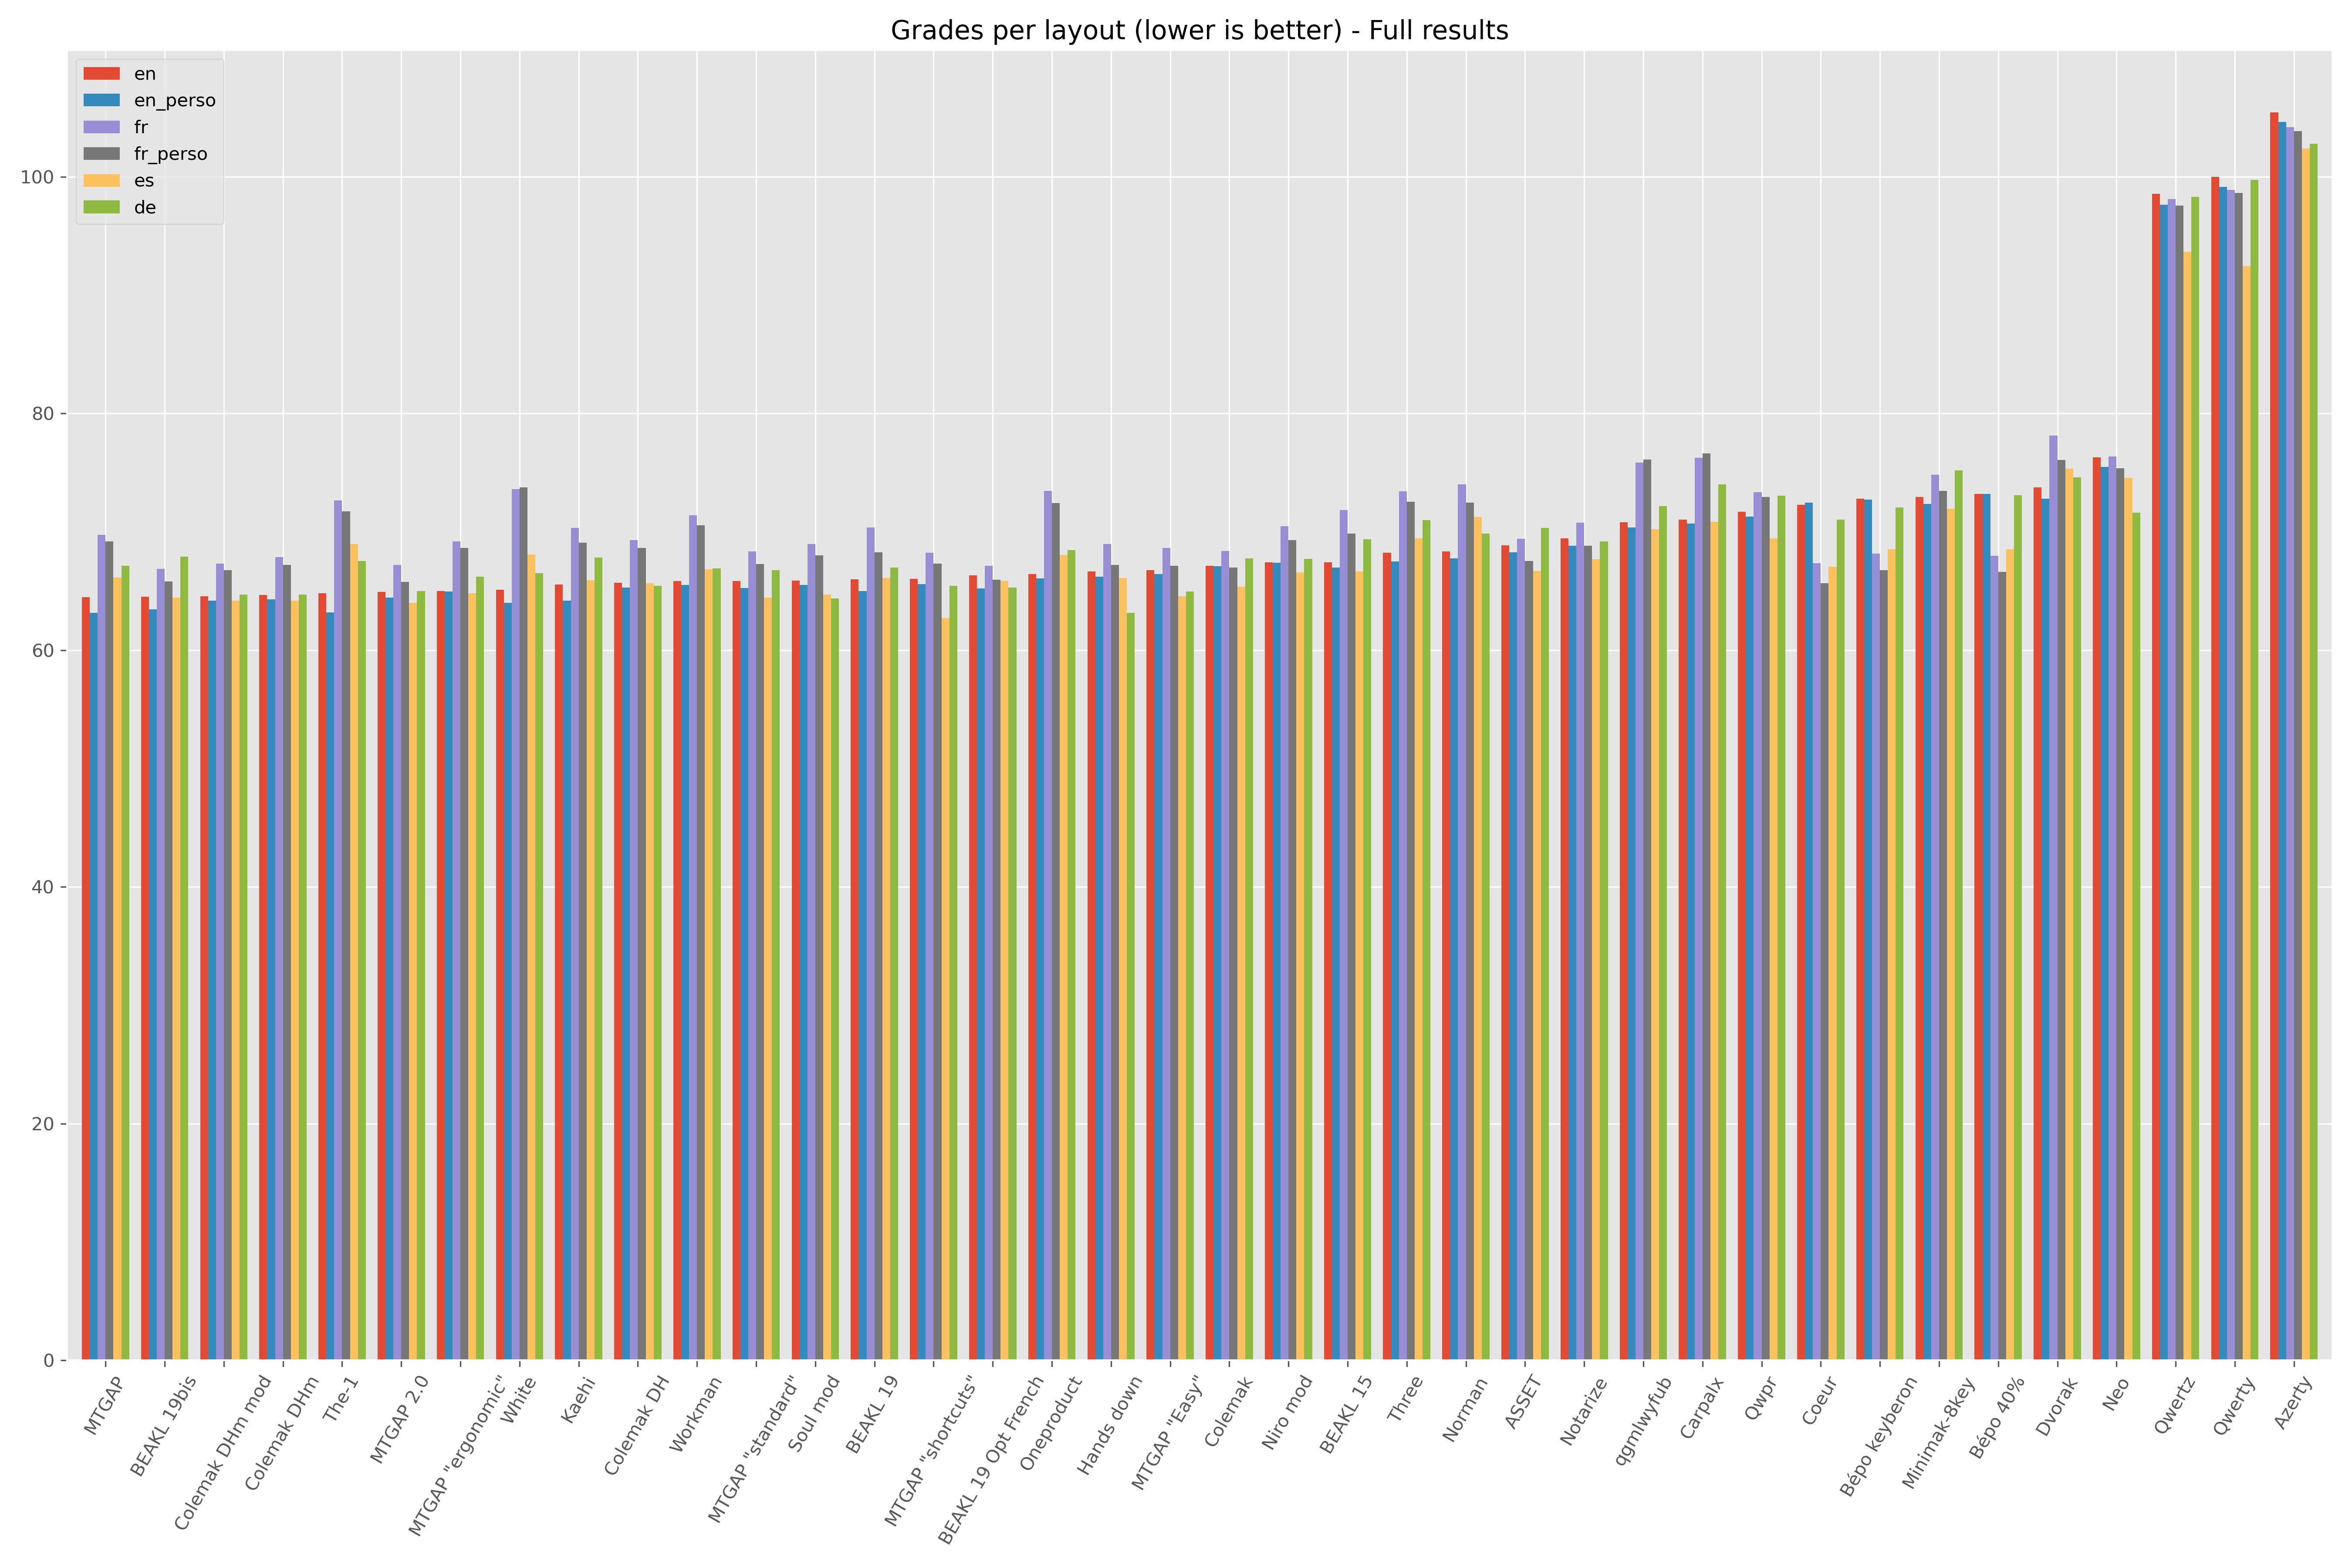 Grades per layout (lower is better) - Full results
en
en_perso
fr
fr_perso
es
de
100
80
60
40
20
0
MTGAP
BEAKL 19bis
Colemak DHm mod
Colemak DHm
The-1
MTGAP 2.0
MTGAP "ergonomic"
White
Kaehi
Colemak DH
Workman
MTGAP "standard"
Soul mod
BEAKL 19
MTGAP "shortcuts"
BEAKL 19 Opt French
Oneproduct
Hands down
MTGAP "Easy"
Colemak
Niro mod
BEAKL 15
Three
Norman
ASSET
Notarize
qgmlwyfub
Carpalx
Qwpr
Coeur
Bépo keyberon
Minimak-8key
Bépo 40%
Dvorak
Neo
Qwertz
Qwerty
Azerty